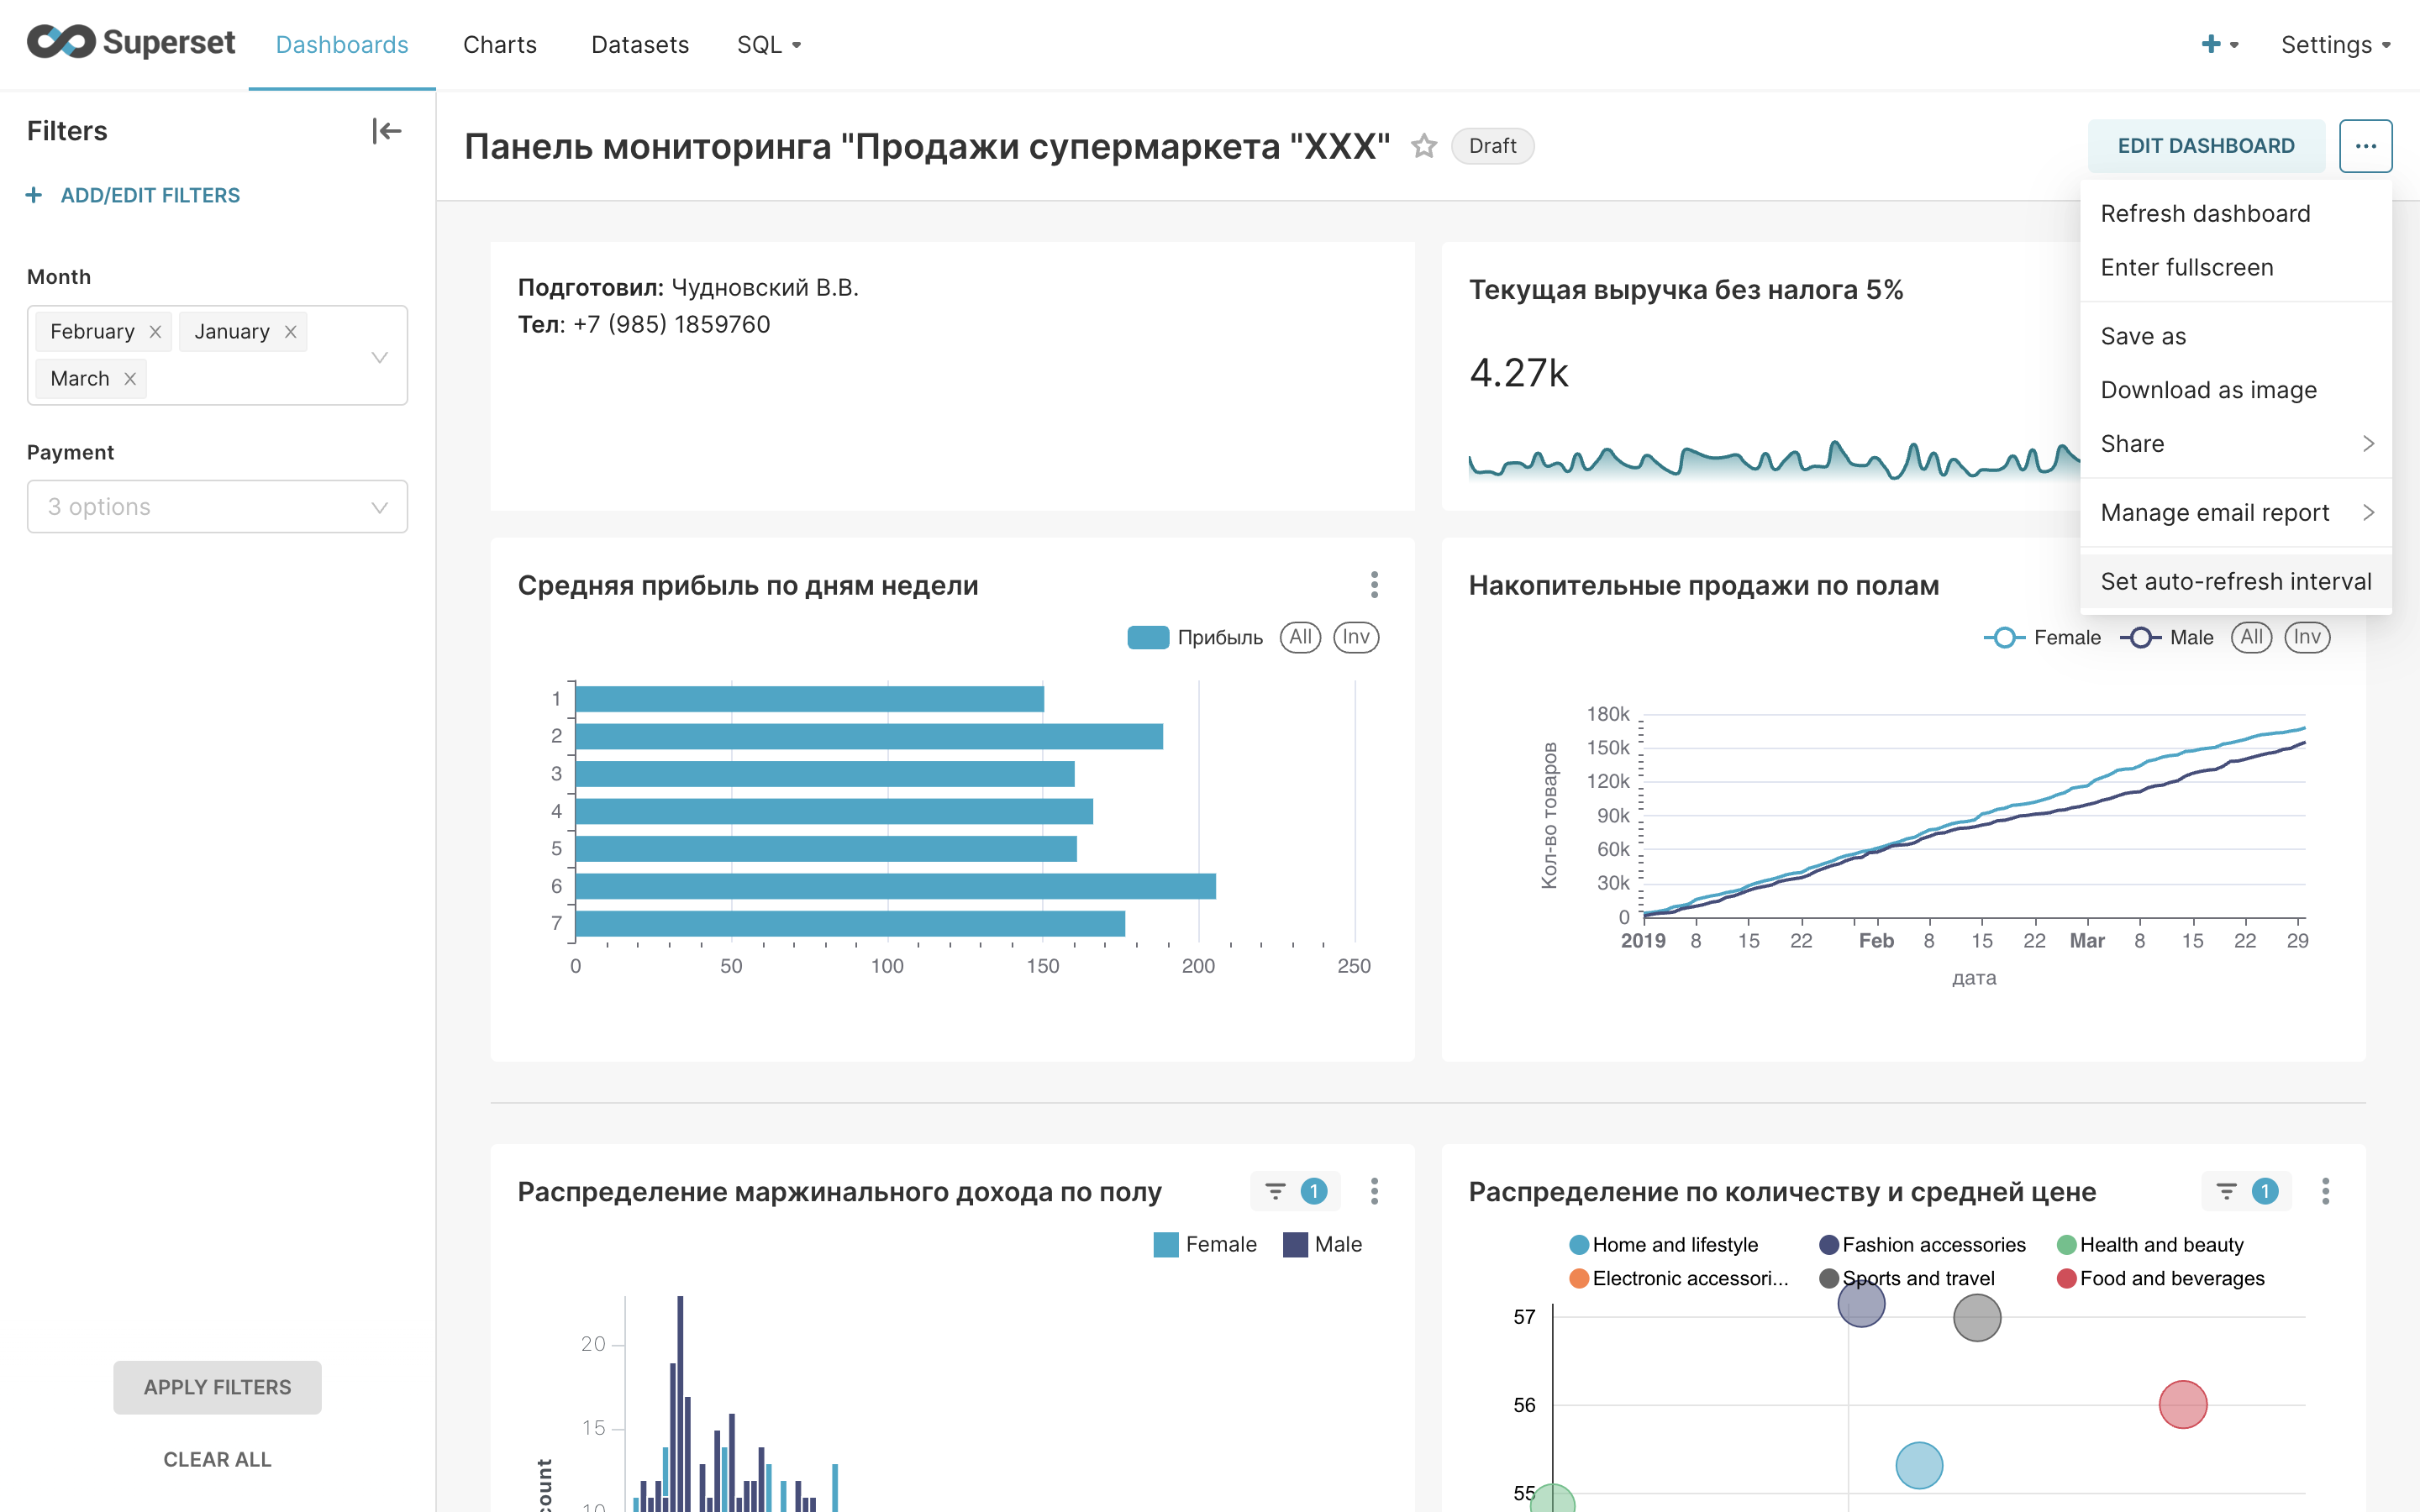 Superset
Dashboards
Charts
Datasets
SQL
+
Settings
Filters
+ ADD/EDIT FILTERS
Month
February × January ×
March ×
Payment
3 options
APPLY FILTERS
CLEAR ALL
Панель мониторинга "Продажи супермаркета "XXX"
Draft
EDIT DASHBOARD
...
Refresh dashboard
Enter fullscreen
Save as
Download as image
Share
Manage email report
Set auto-refresh interval
Подготовил: Чудновский В.В.
Тел: +7 (985) 1859760
Текущая выручка без налога 5%
4.27k
Средняя прибыль по дням недели
Прибыль All Inv
1
2
3
4
5
6
7
0 50 100 150 200 250
Накопительные продажи по полам
Female Male All Inv
180k
150k
120k
90k
60k
30k
0
Кол-во товаров
2019 8 15 22 Feb 8 15 22 Mar 8 15 22 29
дата
Распределение маржинального дохода по полу
1
Female Male
20
15
10
count
Распределение по количеству и средней цене
1
Home and lifestyle Fashion accessories Health and beauty
Electronic accessori... Sports and travel Food and beverages
57
56
55